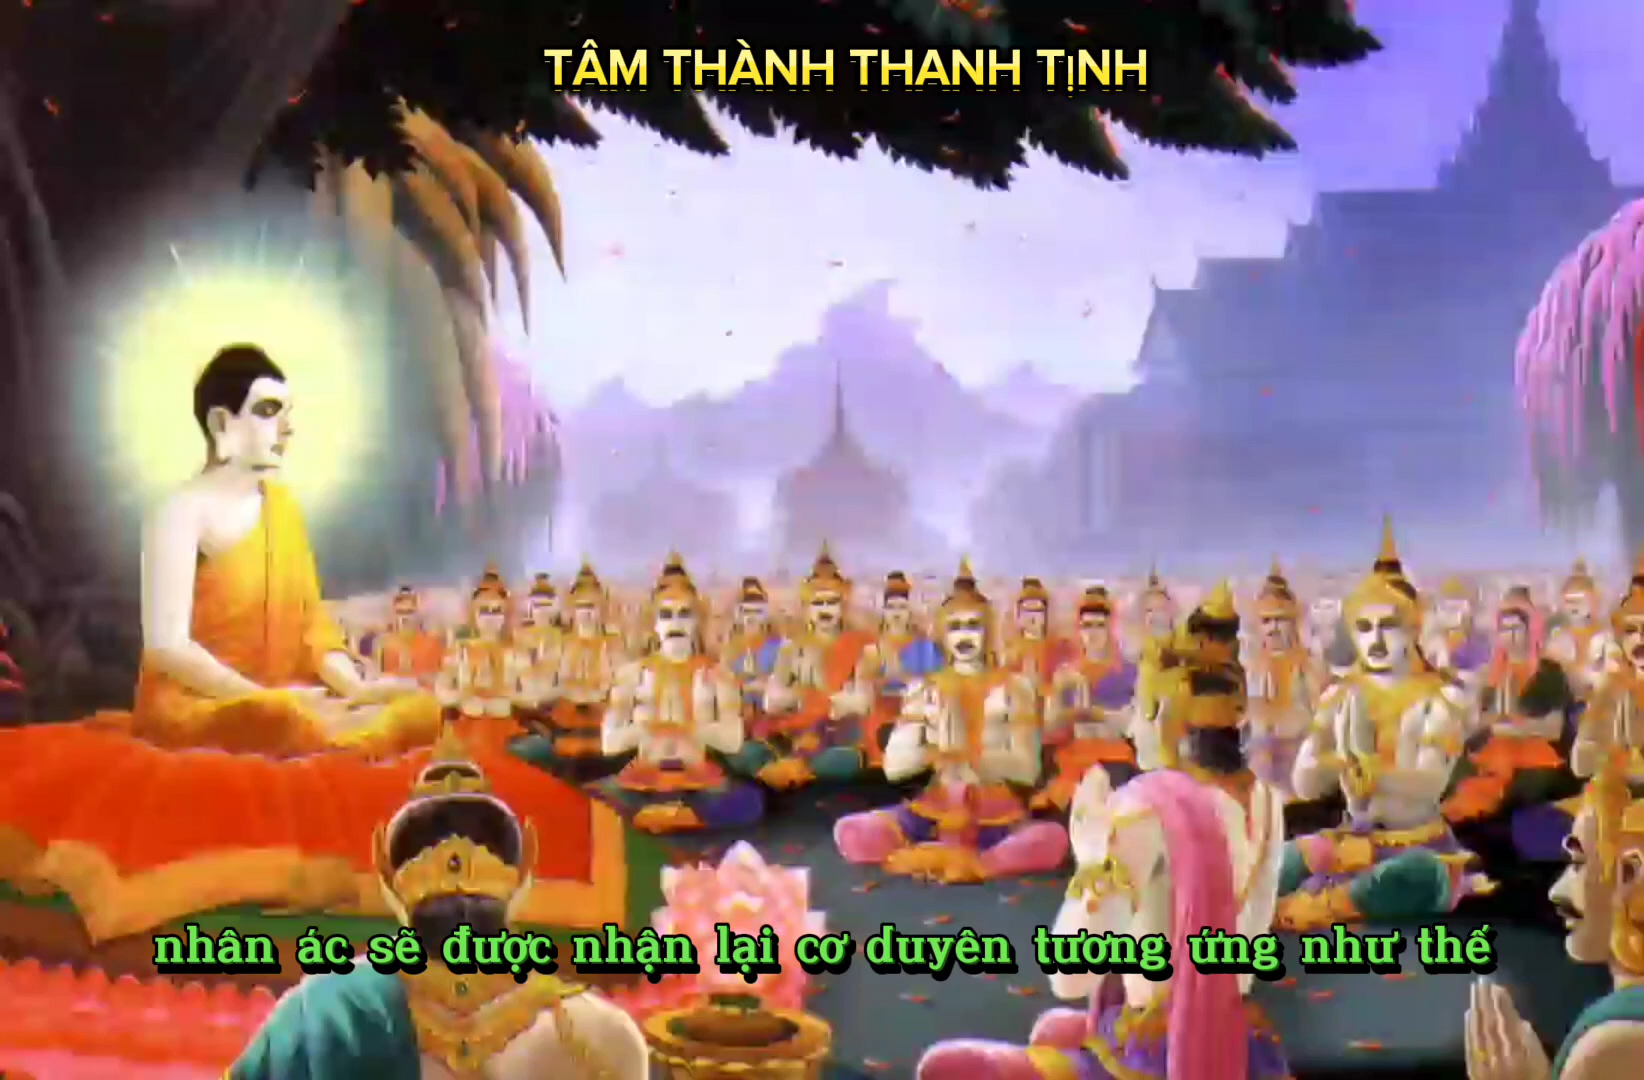 TÂM THÀNH THANH TỊNH
nhân ác sẽ được nhận lại cơ duyên tương ứng như thế